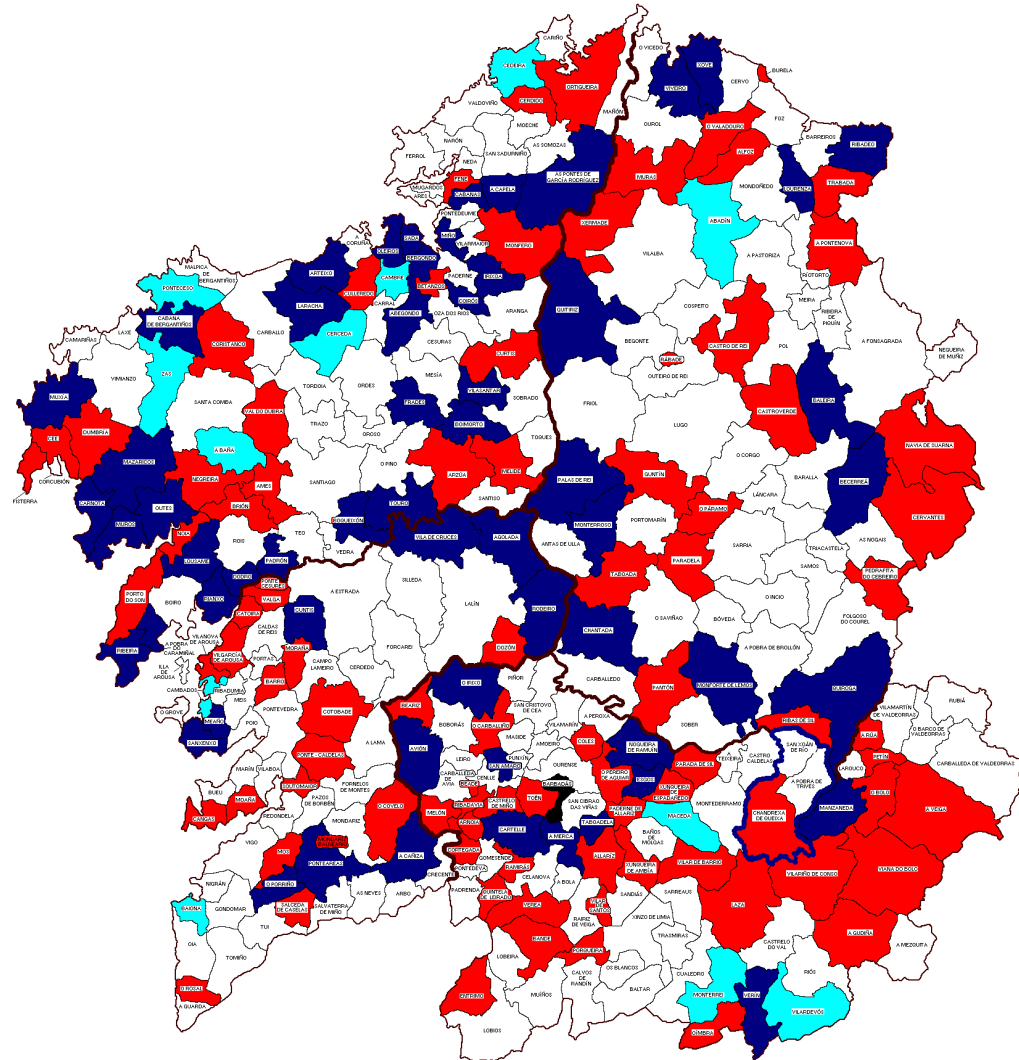 CARIÑO
O VICEDO
CEDEIRA
XOVE
BURELA
ORTIGUEIRA
VIVEIRO
CERVO
CERDIDO
VALDOVIÑO
MAÑÓN
FOZ
MOECHE
OUROL
O VALADOURO
BARREIROS
NARÓN
AS SOMOZAS
RIBADEO
FERROL
SAN SADURNIÑO
ALFOZ
NEDA
AS PONTES DE
GARCÍA RODRÍGUEZ
MURAS
FENE
TRABADA
MUGARDOS
A CAPELA
MONDOÑEDO
LOURENZÁ
ARES
CABANAS
PONTEDEUME
ABADÍN
XERMADE
MIÑO
A
CORUÑA
SADA
VILARMAIOR
MONFERO
A PONTENOVA
OLEIROS
BERGONDO
VILALBA
A PASTORIZA
MALPICA
DE
BERGANTIÑOS
ARTEIXO
PADERNE
IRIXOA
RIOTORTO
CAMBRE
PONTECESO
CULLEREDO
BETANZOS
MEIRA
LARACHA
CARRAL
COIRÓS
COSPEITO
RIBEIRA
DE
PIQUÍN
ABEGONDO
OZA DOS RIOS
ARANGA
GUITIRIZ
CABANA
DE BERGANTIÑOS
LAXE
CARBALLO
CERCEDA
CESURAS
BEGONTE
CASTRO DE REI
POL
A FONSAGRADA
CAMARIÑAS
CORISTANCO
NEGUEIRA
DE MUÑIZ
CURTIS
RÁBADE
ZAS
MESÍA
OUTEIRO DE REI
VIMIANZO
TORDOIA
ORDES
VILASANTAR
MUXÍA
SANTA COMBA
SOBRADO
FRIOL
BALEIRA
FRADES
CASTROVERDE
VAL DO DUBRA
TRAZO
BOIMORTO
LUGO
DUMBRÍA
OROSO
TOQUES
CEE
NAVIA DE SUARNA
A BAÑA
O CORGO
MAZARICOS
O PINO
MELIDE
ARZÚA
GUNTÍN
PALAS DE REI
BARALLA
BECERREÁ
CORCUBIÓN
NEGREIRA
AMES
SANTIAGO
LÁNCARA
FISTERRA
CARNOTA
SANTISO
TOURO
OUTES
BRIÓN
O PÁRAMO
CERVANTES
BOQUEIXÓN
PORTOMARÍN
MUROS
MONTERROSO
NOIA
TEO
AGOLADA
VILA DE CRUCES
ROIS
AS NOGAIS
ANTAS DE ULLA
SARRIA
TRIACASTELA
VEDRA
LOUSAME
PADRÓN
PARADELA
SAMOS
PEDRAFITA
DO CEBREIRO
DODRO
PONTE
CESURES
SILLEDA
TABOADA
RODEIRO
A ESTRADA
VALGA
PORTO
DO SON
RIANXO
O INCIO
BOIRO
LALÍN
CATOIRA
CUNTIS
BÓVEDA
FOLGOSO
DO COUREL
O SAVIÑAO
RIBEIRA
VILANOVA
DE AROUSA
CALDAS
DE REIS
CHANTADA
A POBRA
DO
CARAMIÑAL
FORCAREI
MORAÑA
DOZÓN
A POBRA DE BROLLÓN
VILGARCÍA
DE AROUSA
PORTAS
CAMPO
LAMEIRO
CERDEDO
ILLA
DE
AROUSA
BARRO
O IRIXO
PIÑOR
CARBALLEDO
PANTÓN
MONFORTE DE LEMOS
QUIROGA
CAMBADOS
RIBADUMIA
MEIS
RUBIÁ
BEARIZ
SAN CRISTOVO
DE CEA
O GROVE
PONTEVEDRA
COTOBADE
VILAMARTÍN
DE VALDEORRAS
MEAÑO
POIO
A PEROXA
BOBORÁS
O CARBALLIÑO
VILAMARÍN
SOBER
RIBAS DE SIL
O BARCO DE
VALDEORRAS
SANXENXO
MASIDE
A RÚA
A LAMA
AVIÓN
AMOEIRO
COLES
NOGUEIRA
DE RAMUÍN
SAN XOÁN
DE RÍO
PONTE - CALDELAS
LEIRO
PUNXÍN
CASTRO
CALDELAS
PETÍN
CARBALLEDA DE VALDEORRAS
SAN AMARO
OURENSE
TEIXEIRA
LAROUCO
MARÍN
VILABOA
CARBALLEDA
DE
AVIA
CENLLE
O PEREIRO
DE AGUIAR
PARADA DE SIL
FORNELOS
DE MONTES
BEADE
BARBADÁS
ESGOS
A POBRA DE
TRIVES
BUEU
SOUTOMAIOR
PAZOS
DE BORBÉN
CASTRELO
DE MIÑO
TOÉN
XUNQUEIRA
DE
ESPADAÑEDO
O BOLO
MOAÑA
O COVELO
RIBADAVIA
SAN CIBRAO
DAS VIÑAS
MONTEDERRAMO
MANZANEDA
A VEIGA
CANGAS
REDONDELA
MELÓN
PADERNE DE
ALLARIZ
CHANDREXA
DE QUEIXA
ARNOIA
TABOADELA
MACEDA
MONDARIZ
CARTELLE
VIGO
MONDARIZ
BALNEARIO
A MERCA
BAÑOS
DE
MOLGAS
MOS
CORTEGADA
ALLARIZ
PONTEAREAS
A CAÑIZA
GOMESENDE
RAMIRÁS
XUNQUEIRA
DE
AMBÍA
VILAR DE BARRIO
VILARIÑO DE CONSO
VIANA DO BOLO
CRECENTE
PONTEDEVA
CELANOVA
A BOLA
NIGRÁN
O PORRIÑO
AS NEVES
ARBO
PADRENDA
QUINTELA
DE LEIRADO
SANDIÁS
SARREAUS
BAIONA
GONDOMAR
SALCEDA
DE CASELAS
SALVATERRA
DE MIÑO
VEREA
VILAR
DE
SANTOS
LAZA
RAIRIZ
DE VEIGA
XINZO DE LIMIA
TUI
A GUDIÑA
OIA
BANDE
TRASMIRAS
CASTRELO
DO VAL
A MEZQUITA
PORQUEIRA
TOMIÑO
LOBEIRA
OS BLANCOS
CUALEDRO
RIÓS
CALVOS
DE
RANDÍN
O ROSAL
ENTRIMO
MUÍÑOS
BALTAR
MONTERREI
VERÍN
A GUARDA
VILARDEVÓS
LOBIOS
OÍMBRA